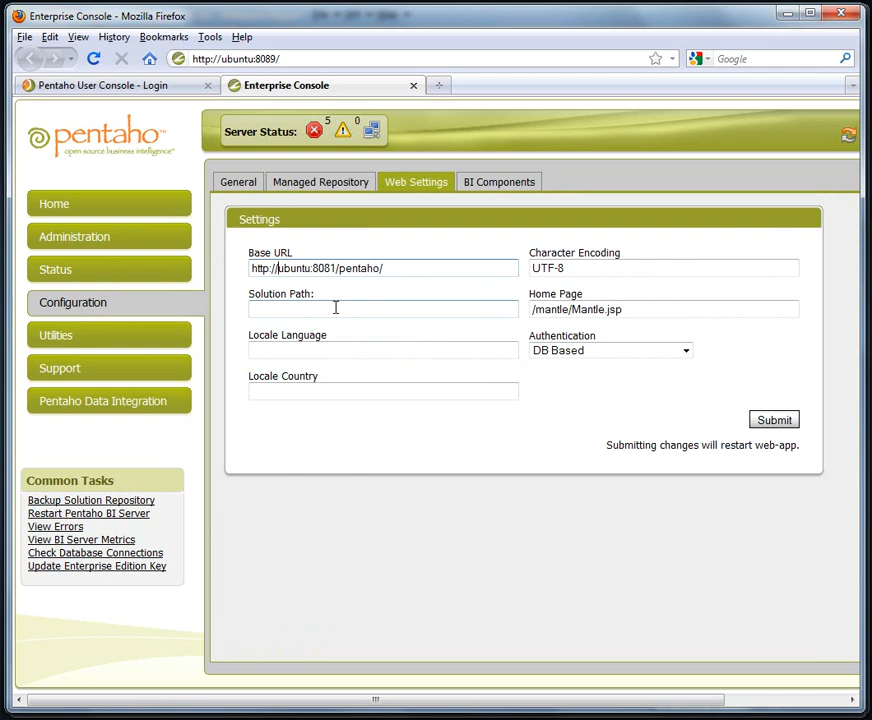 Enterprise Console - Mozilla Firefox
File Edit View History Bookmarks Tools Help
http://ubuntu:8089/
Google
Pentaho User Console - Login
Enterprise Console
pentaho™
open source business intelligence™
Server Status: 5 0
Home
Administration
Status
Configuration
Utilities
Support
Pentaho Data Integration
General Managed Repository Web Settings BI Components
Settings
Base URL
http://ubuntu:8081/pentaho/
Character Encoding
UTF-8
Solution Path:
Home Page
/mantle/Mantle.jsp
Locale Language
Authentication
DB Based
Locale Country
Submit
Submitting changes will restart web-app.
Common Tasks
Backup Solution Repository
Restart Pentaho BI Server
View Errors
View BI Server Metrics
Check Database Connections
Update Enterprise Edition Key